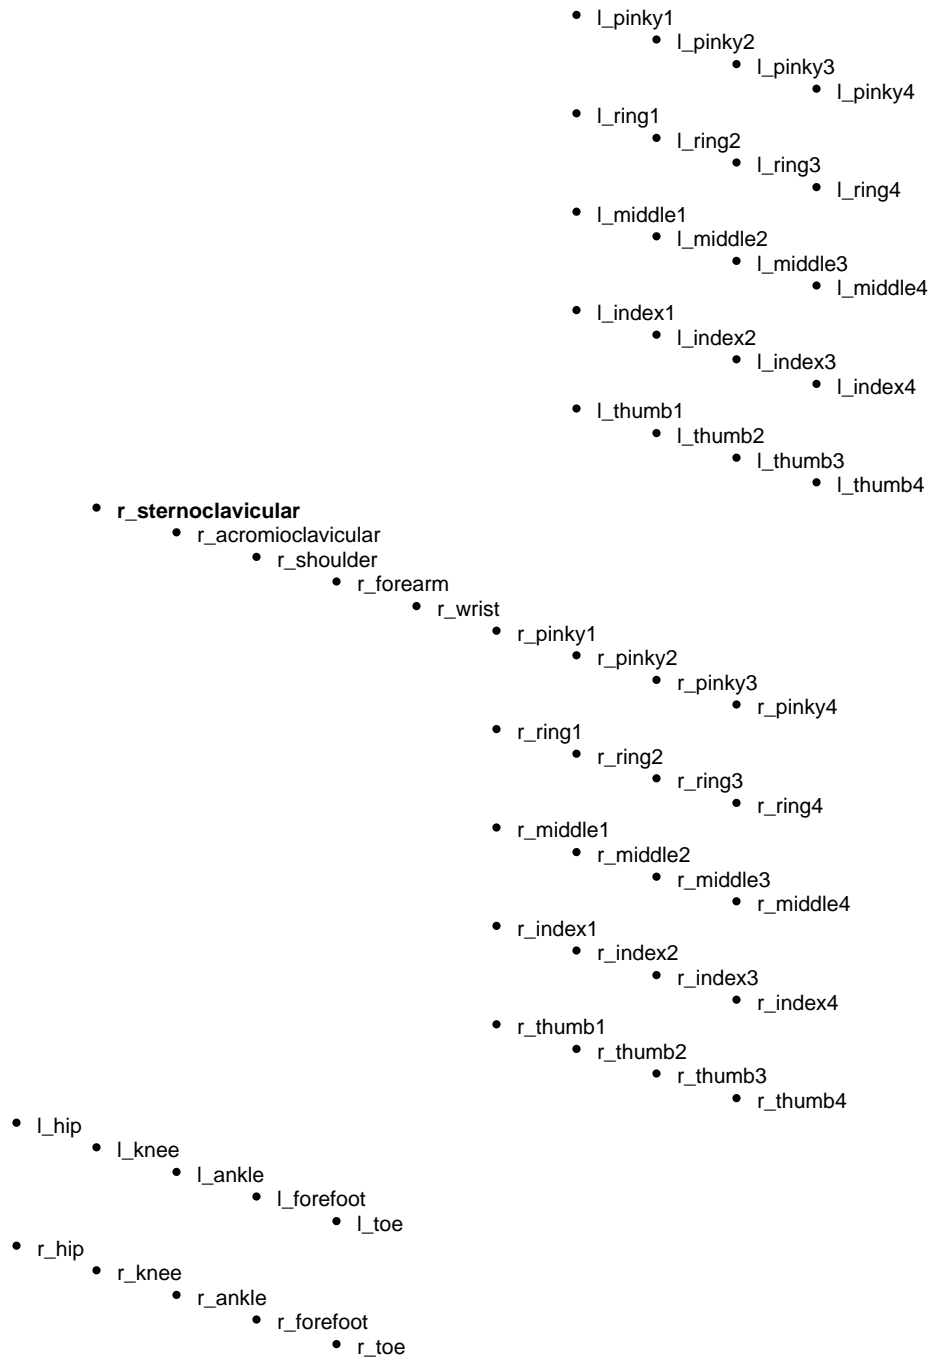 • l_pinky1
• l_pinky2
• l_pinky3
• l_pinky4
• l_ring1
• l_ring2
• l_ring3
• l_ring4
• l_middle1
• l_middle2
• l_middle3
• l_middle4
• l_index1
• l_index2
• l_index3
• l_index4
• l_thumb1
• l_thumb2
• l_thumb3
• l_thumb4
• r_sternoclavicular
• r_acromioclavicular
• r_shoulder
• r_forearm
• r_wrist
• r_pinky1
• r_pinky2
• r_pinky3
• r_pinky4
• r_ring1
• r_ring2
• r_ring3
• r_ring4
• r_middle1
• r_middle2
• r_middle3
• r_middle4
• r_index1
• r_index2
• r_index3
• r_index4
• r_thumb1
• r_thumb2
• r_thumb3
• r_thumb4
• l_hip
• l_knee
• l_ankle
• l_forefoot
• l_toe
• r_hip
• r_knee
• r_ankle
• r_forefoot
• r_toe